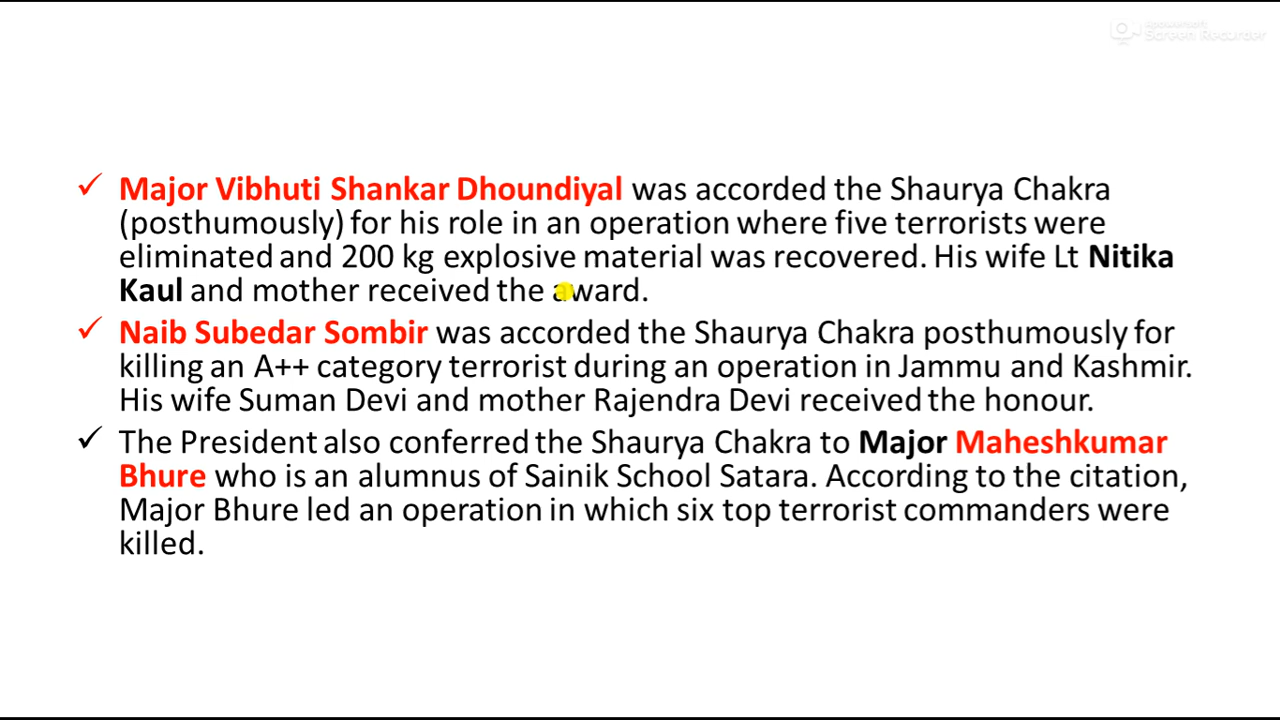 Apowersoft
Screen Recorder
✓ Major Vibhuti Shankar Dhoundiyal was accorded the Shaurya Chakra
(posthumously) for his role in an operation where five terrorists were
eliminated and 200 kg explosive material was recovered. His wife Lt Nitika
Kaul and mother received the award.
✓ Naib Subedar Sombir was accorded the Shaurya Chakra posthumously for
killing an A++ category terrorist during an operation in Jammu and Kashmir.
His wife Suman Devi and mother Rajendra Devi received the honour.
✓ The President also conferred the Shaurya Chakra to Major Maheshkumar
Bhure who is an alumnus of Sainik School Satara. According to the citation,
Major Bhure led an operation in which six top terrorist commanders were
killed.